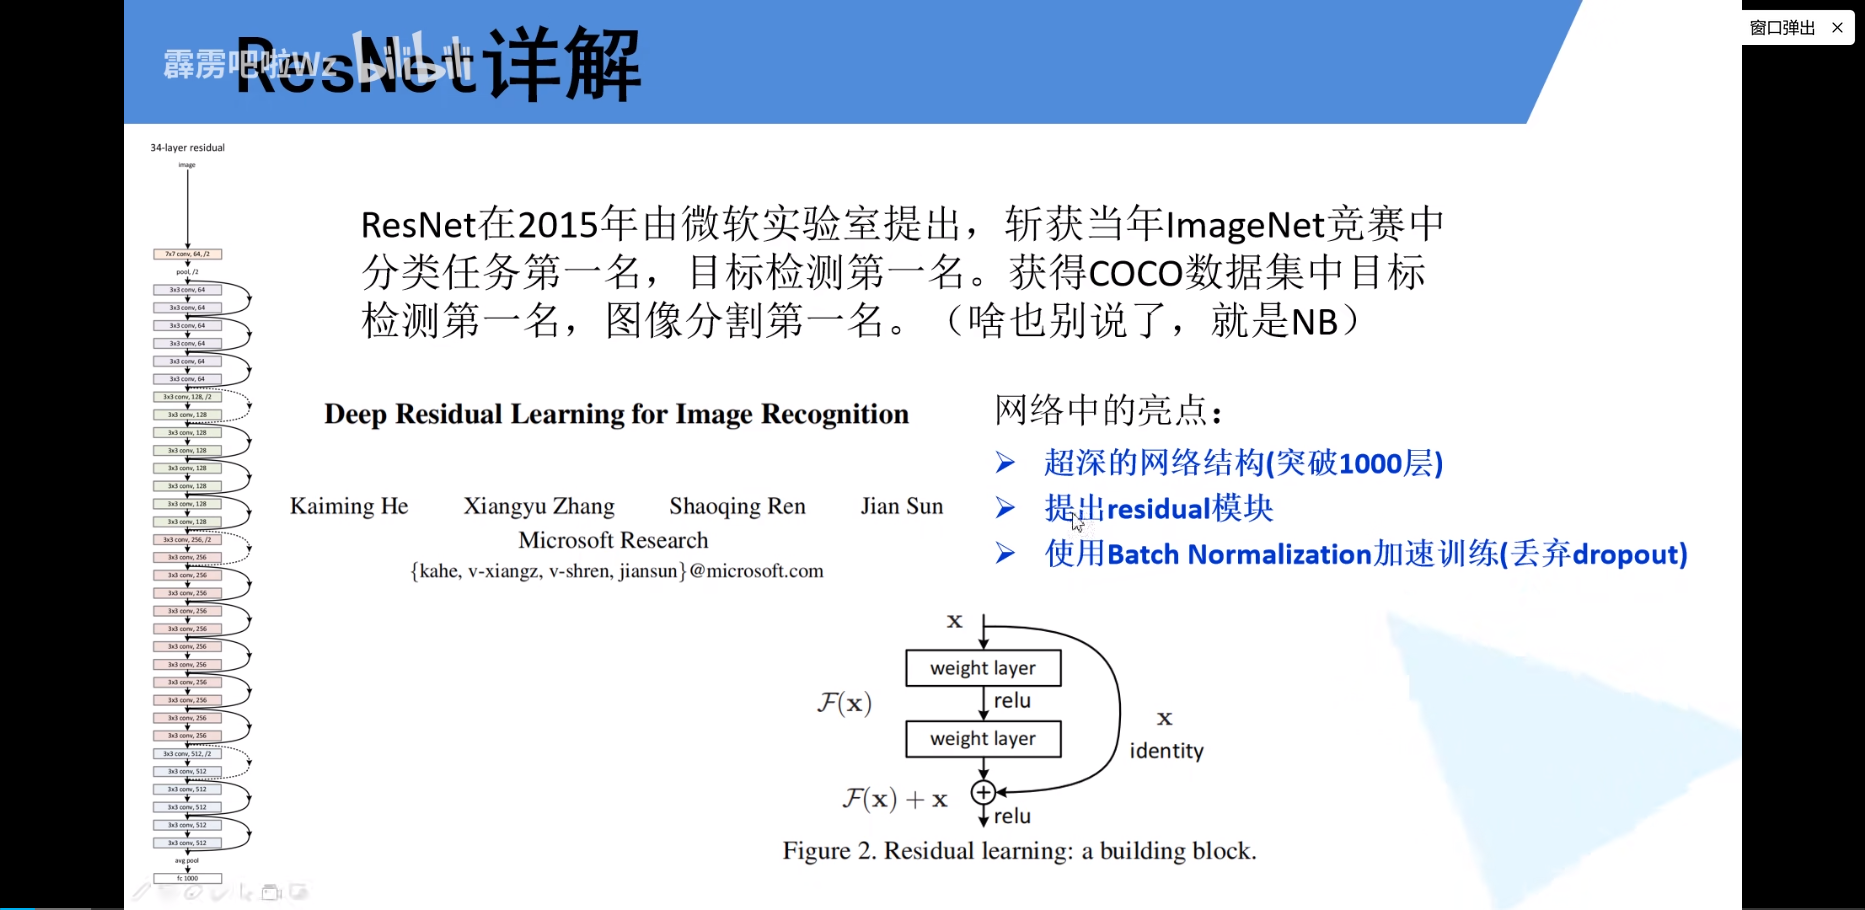 窗口弹出 ×
霹雳吧啦Wz bilibili
ResNet详解
34-layer residual
image
7x7 conv, 64, /2
pool, /2
3x3 conv, 64
3x3 conv, 64
3x3 conv, 64
3x3 conv, 64
3x3 conv, 64
3x3 conv, 64
3x3 conv, 128, /2
3x3 conv, 128
3x3 conv, 128
3x3 conv, 128
3x3 conv, 128
3x3 conv, 128
3x3 conv, 128
3x3 conv, 128
3x3 conv, 256, /2
3x3 conv, 256
3x3 conv, 256
3x3 conv, 256
3x3 conv, 256
3x3 conv, 256
3x3 conv, 256
3x3 conv, 256
3x3 conv, 256
3x3 conv, 256
3x3 conv, 256
3x3 conv, 256
3x3 conv, 512, /2
3x3 conv, 512
3x3 conv, 512
3x3 conv, 512
3x3 conv, 512
3x3 conv, 512
avg pool
fc 1000
ResNet在2015年由微软实验室提出，斩获当年ImageNet竞赛中
分类任务第一名，目标检测第一名。获得COCO数据集中目标
检测第一名，图像分割第一名。（啥也别说了，就是NB）
Deep Residual Learning for Image Recognition
Kaiming He Xiangyu Zhang Shaoqing Ren Jian Sun
Microsoft Research
{kahe, v-xiangz, v-shren, jiansun}@microsoft.com
网络中的亮点：
➢ 超深的网络结构(突破1000层)
➢ 提出residual模块
➢ 使用Batch Normalization加速训练(丢弃dropout)
x
weight layer
F(x)
relu
weight layer
x
identity
F(x) + x
relu
Figure 2. Residual learning: a building block.